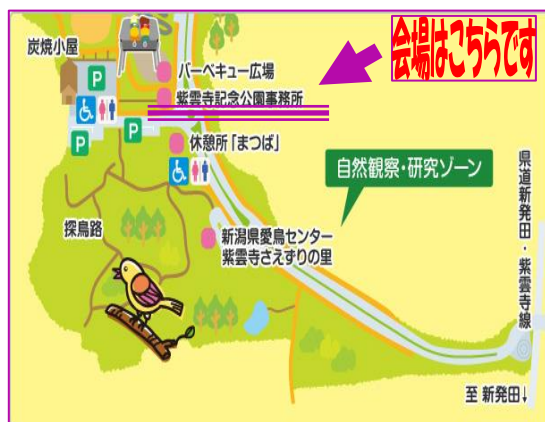 会場はこちらです
炭焼小屋
バーベキュー広場
P
紫雲寺記念公園事務所
P
P
休憩所「まつば」
自然観察・研究ゾーン
県道新発田・紫雲寺線
探鳥路
新潟県愛鳥センター
紫雲寺さえずりの里
至 新発田↓